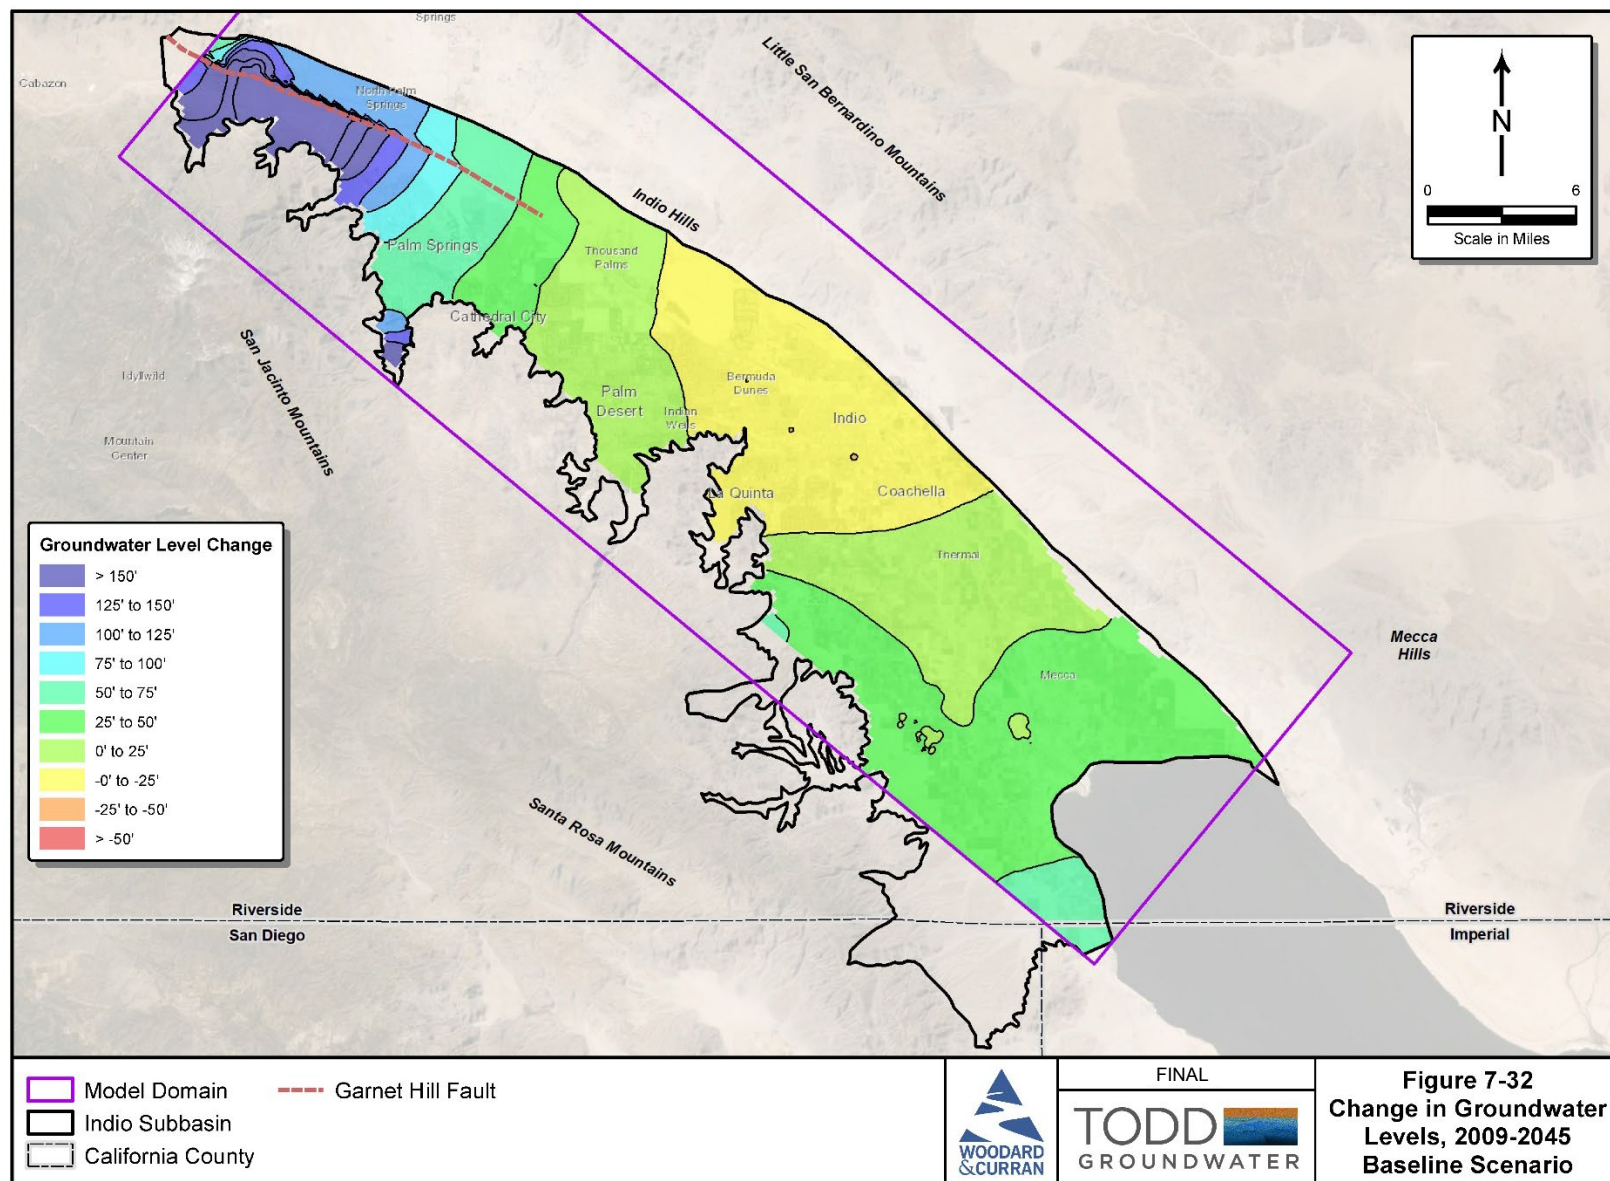 Springs
Cabazon
North Palm
Springs
Little San Bernardino Mountains
N
0 6
Scale in Miles
Indio Hills
Palm Springs
Thousand
Palms
Cathedral City
San Jacinto Mountains
Idyllwild
Mountain
Center
Palm
Desert
Indian
Wells
Bermuda
Dunes
Indio
La Quinta
Coachella
Thermal
Mecca
Mecca
Hills
Santa Rosa Mountains
Groundwater Level Change
> 150'
125' to 150'
100' to 125'
75' to 100'
50' to 75'
25' to 50'
0' to 25'
-0' to -25'
-25' to -50'
> -50'
Riverside
San Diego
Riverside
Imperial
Model Domain
Garnet Hill Fault
Indio Subbasin
California County
WOODARD
&CURRAN
FINAL
TODD
GROUNDWATER
Figure 7-32
Change in Groundwater
Levels, 2009-2045
Baseline Scenario